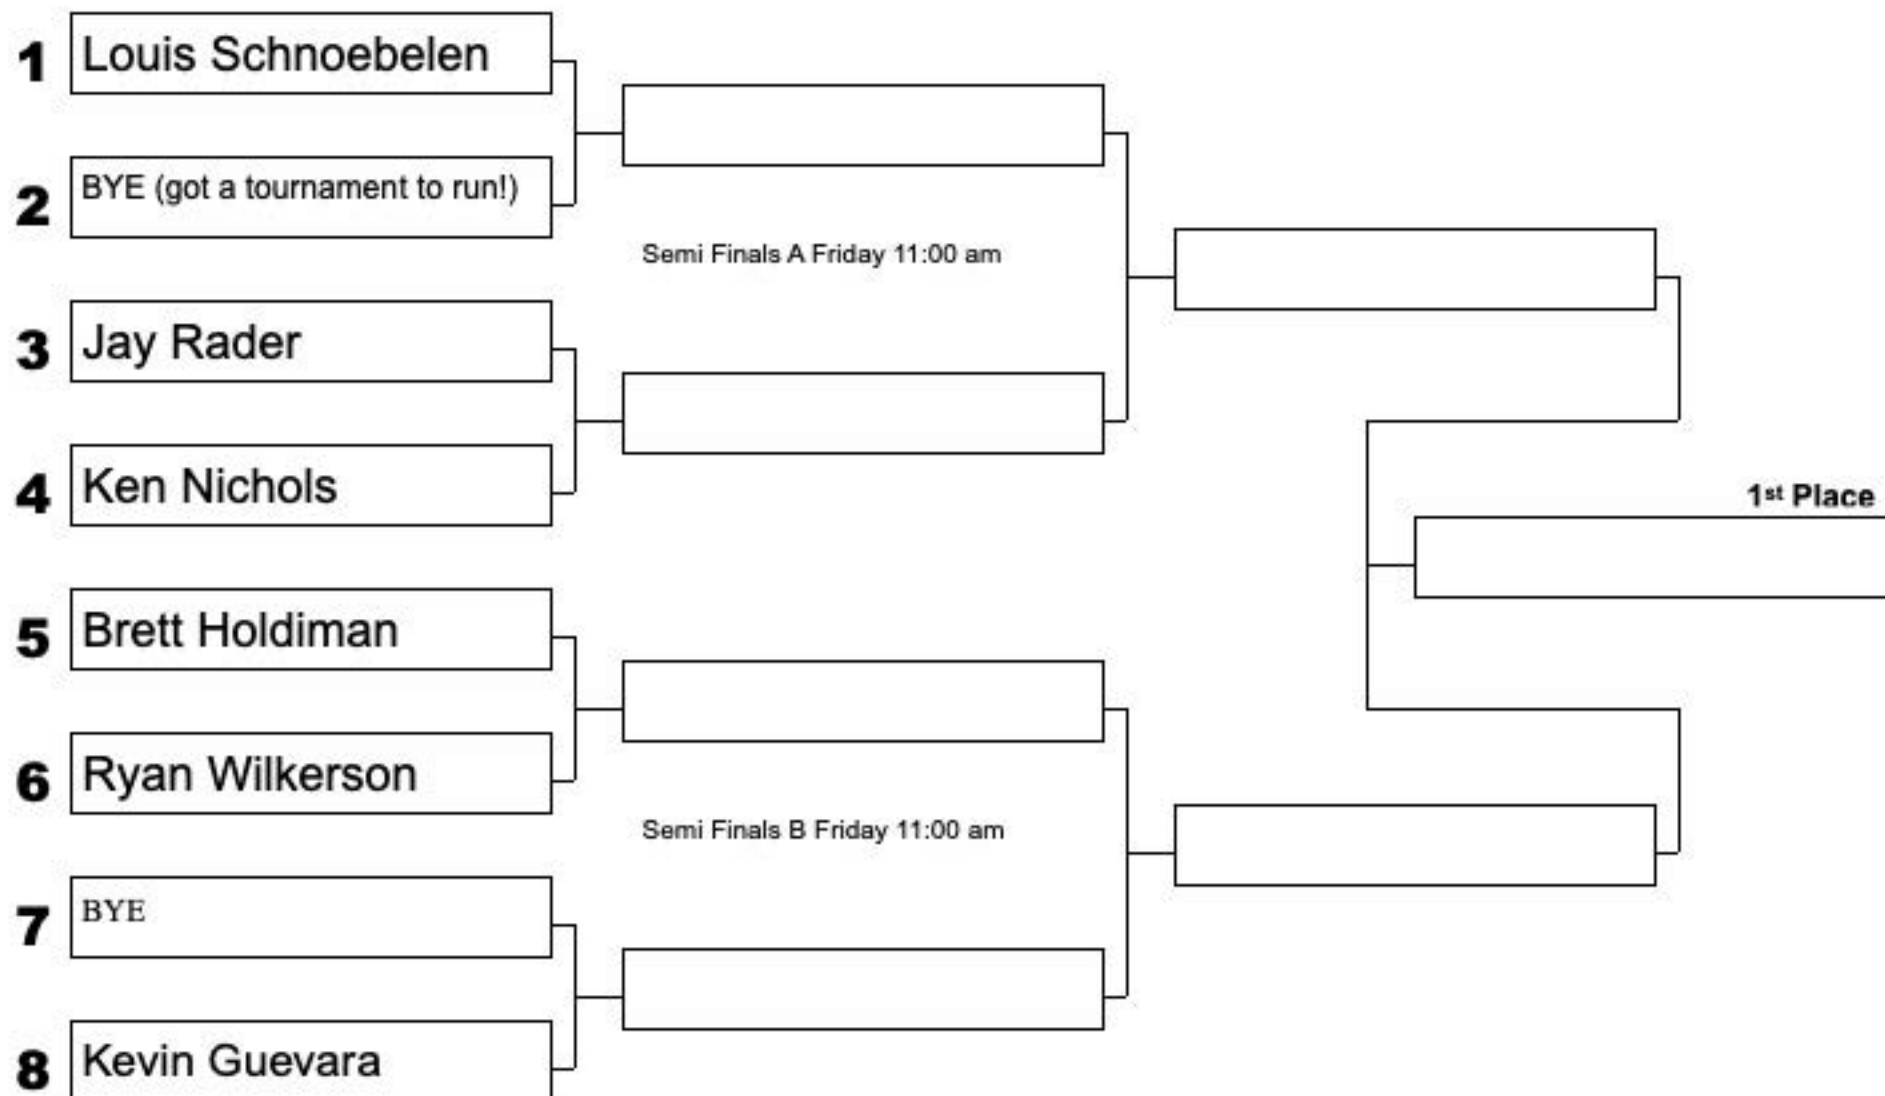 1 Louis Schnoebelen
2 BYE (got a tournament to run!)
Semi Finals A Friday 11:00 am
3 Jay Rader
4 Ken Nichols
1st Place
5 Brett Holdiman
6 Ryan Wilkerson
Semi Finals B Friday 11:00 am
7 BYE
8 Kevin Guevara